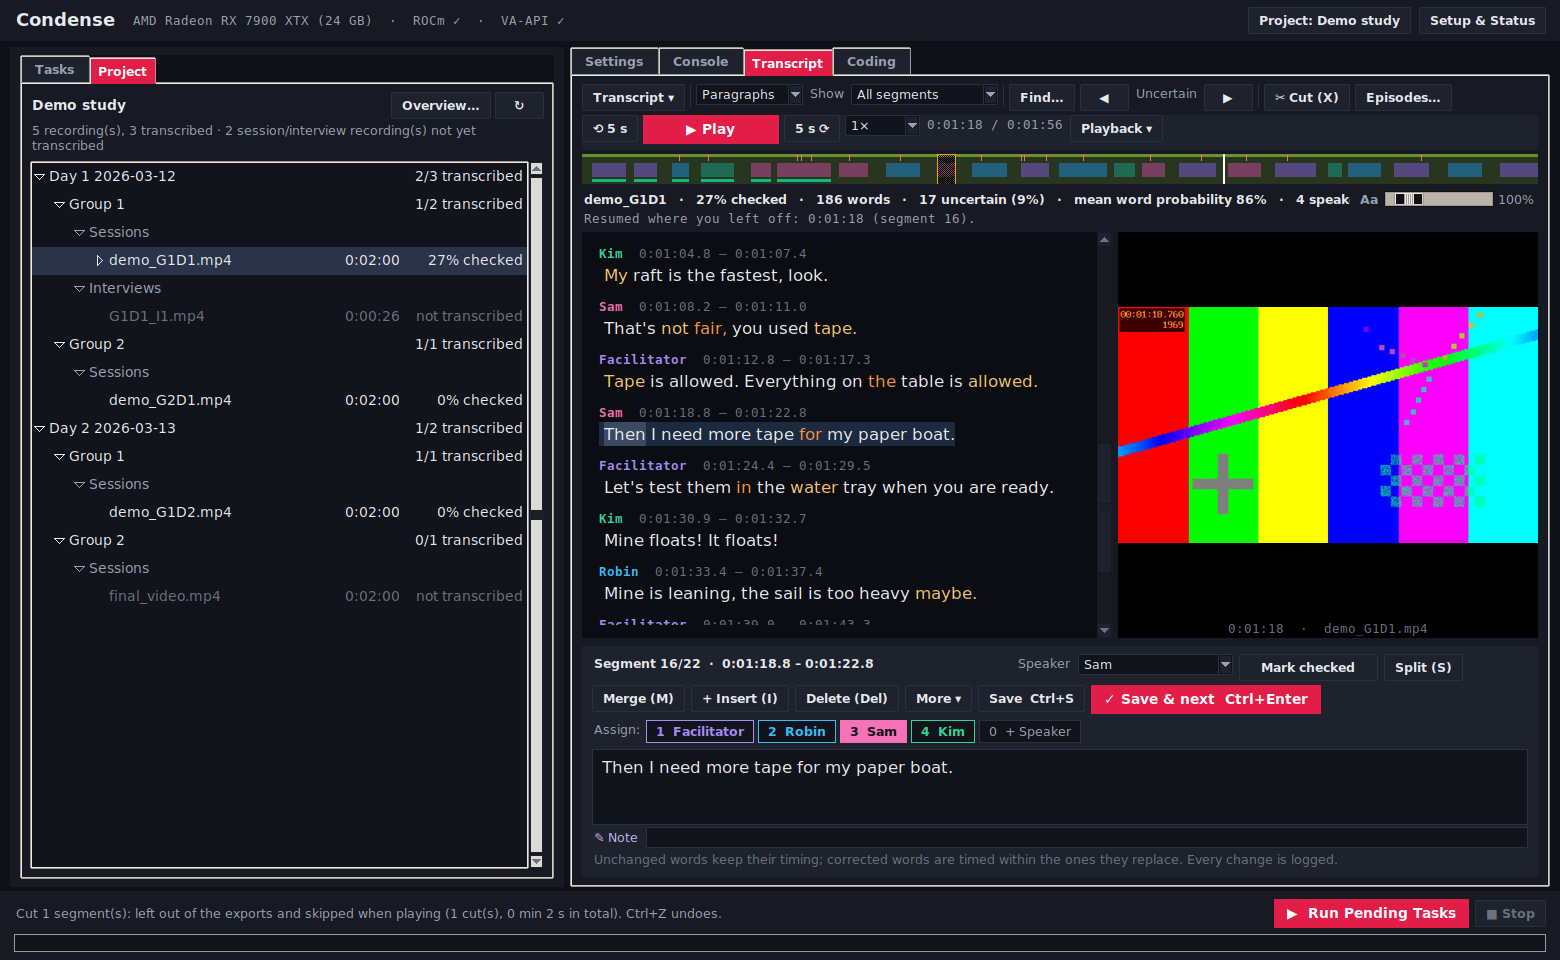 Condense AMD Radeon RX 7900 XTX (24 GB) · ROCm ✓ · VA-API ✓ Project: Demo study Setup & Status
Tasks Project
Demo study Overview… ↻
5 recording(s), 3 transcribed · 2 session/interview recording(s) not yet
transcribed
Day 1 2026-03-12 2/3 transcribed
Group 1 1/2 transcribed
Sessions
demo_G1D1.mp4 0:02:00 27% checked
Interviews
G1D1_I1.mp4 0:00:26 not transcribed
Group 2 1/1 transcribed
Sessions
demo_G2D1.mp4 0:02:00 0% checked
Day 2 2026-03-13 1/2 transcribed
Group 1 1/1 transcribed
Sessions
demo_G1D2.mp4 0:02:00 0% checked
Group 2 0/1 transcribed
Sessions
final_video.mp4 0:02:00 not transcribed
Settings Console Transcript Coding
Transcript ▾ Paragraphs Show All segments Find… ◀ Uncertain ▶ ✂ Cut (X) Episodes…
⟲ 5 s ▶ Play 5 s ⟳ 1× 0:01:18 / 0:01:56 Playback ▾
demo_G1D1 · 27% checked · 186 words · 17 uncertain (9%) · mean word probability 86% · 4 speak Aa 100%
Resumed where you left off: 0:01:18 (segment 16).
Kim 0:01:04.8 – 0:01:07.4
My raft is the fastest, look.
Sam 0:01:08.2 – 0:01:11.0
That's not fair, you used tape.
Facilitator 0:01:12.8 – 0:01:17.3
Tape is allowed. Everything on the table is allowed.
Sam 0:01:18.8 – 0:01:22.8
Then I need more tape for my paper boat.
Facilitator 0:01:24.4 – 0:01:29.5
Let's test them in the water tray when you are ready.
Kim 0:01:30.9 – 0:01:32.7
Mine floats! It floats!
Robin 0:01:33.4 – 0:01:37.4
Mine is leaning, the sail is too heavy maybe.
Facilitator 0:01:39.0 – 0:01:43.3
00:01:18.760
1969
0:01:18 · demo_G1D1.mp4
Segment 16/22 · 0:01:18.8 – 0:01:22.8 Speaker Sam Mark checked Split (S)
Merge (M) + Insert (I) Delete (Del) More ▾ Save Ctrl+S ✓ Save & next Ctrl+Enter
Assign: 1 Facilitator 2 Robin 3 Sam 4 Kim 0 + Speaker
Then I need more tape for my paper boat.
✎ Note
Unchanged words keep their timing; corrected words are timed within the ones they replace. Every change is logged.
Cut 1 segment(s): left out of the exports and skipped when playing (1 cut(s), 0 min 2 s in total). Ctrl+Z undoes. ▶ Run Pending Tasks ■ Stop